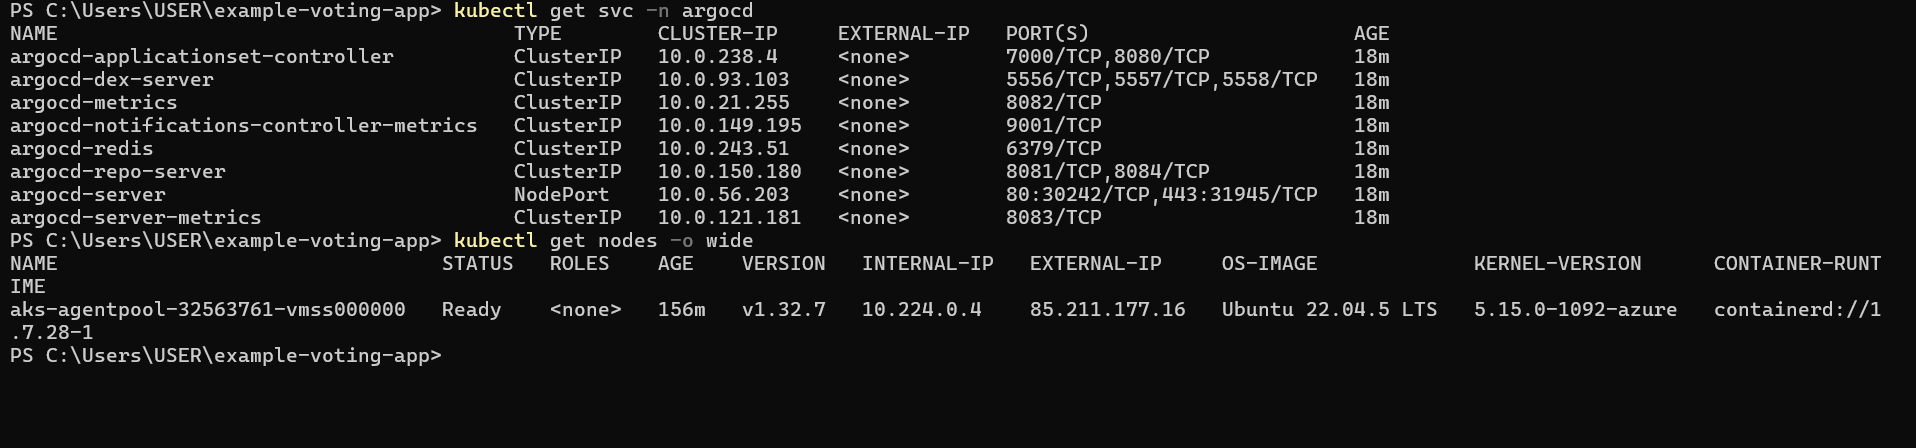 PS C:\Users\USER\example-voting-app> kubectl get svc -n argocd
NAME                                      TYPE        CLUSTER-IP     EXTERNAL-IP   PORT(S)                      AGE
argocd-applicationset-controller          ClusterIP   10.0.238.4     <none>        7000/TCP,8080/TCP            18m
argocd-dex-server                         ClusterIP   10.0.93.103    <none>        5556/TCP,5557/TCP,5558/TCP   18m
argocd-metrics                            ClusterIP   10.0.21.255    <none>        8082/TCP                     18m
argocd-notifications-controller-metrics   ClusterIP   10.0.149.195   <none>        9001/TCP                     18m
argocd-redis                              ClusterIP   10.0.243.51    <none>        6379/TCP                     18m
argocd-repo-server                        ClusterIP   10.0.150.180   <none>        8081/TCP,8084/TCP            18m
argocd-server                             NodePort    10.0.56.203    <none>        80:30242/TCP,443:31945/TCP   18m
argocd-server-metrics                     ClusterIP   10.0.121.181   <none>        8083/TCP                     18m
PS C:\Users\USER\example-voting-app> kubectl get nodes -o wide
NAME                                STATUS   ROLES    AGE    VERSION   INTERNAL-IP   EXTERNAL-IP     OS-IMAGE             KERNEL-VERSION      CONTAINER-RUNT
IME
aks-agentpool-32563761-vmss000000   Ready    <none>   156m   v1.32.7   10.224.0.4    85.211.177.16   Ubuntu 22.04.5 LTS   5.15.0-1092-azure   containerd://1
.7.28-1
PS C:\Users\USER\example-voting-app>